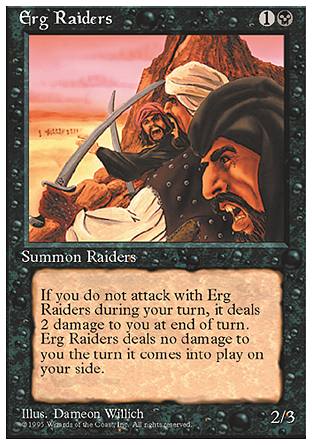 Erg Raiders 1
Summon Raiders
If you do not attack with Erg
Raiders during your turn, it deals
2 damage to you at end of turn.
Erg Raiders deals no damage to
you the turn it comes into play on
your side.
Illus. Dameon Willich
©1995 Wizards of the Coast, Inc. All rights reserved.
2/3